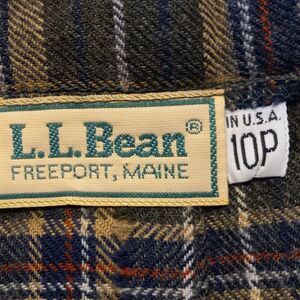 L.L.Bean®
FREEPORT, MAINE
IN U.S.A.
10P